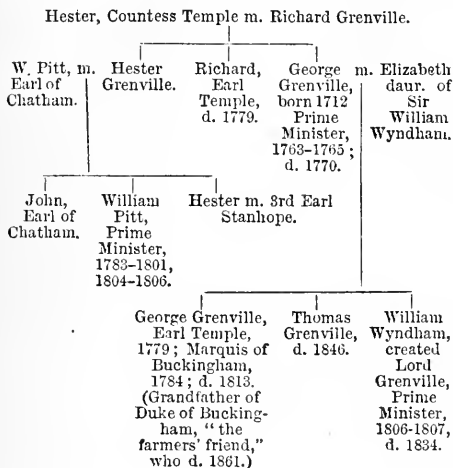 Hester, Countess Temple m. Richard Grenville.
W. Pitt, m.
Earl of
Chatham.
Hester
Grenville.
Richard,
Earl
Temple,
d. 1779.
George
Grenville,
born 1712
Prime
Minister,
1763-1765;
d. 1770.
m. Elizabeth
daur. of
Sir
William
Wyndham.
John,
Earl of
Chatham.
William
Pitt,
Prime
Minister,
1783-1801,
1804-1806.
Hester m. 3rd Earl
Stanhope.
George Grenville,
Earl Temple,
1779; Marquis of
Buckingham,
1784; d. 1813.
(Grandfather of
Duke of Bucking-
ham, "the
farmers' friend,"
who d. 1861.)
Thomas
Grenville,
d. 1846.
William
Wyndham,
created
Lord
Grenville,
Prime
Minister,
1806-1807,
d. 1834.